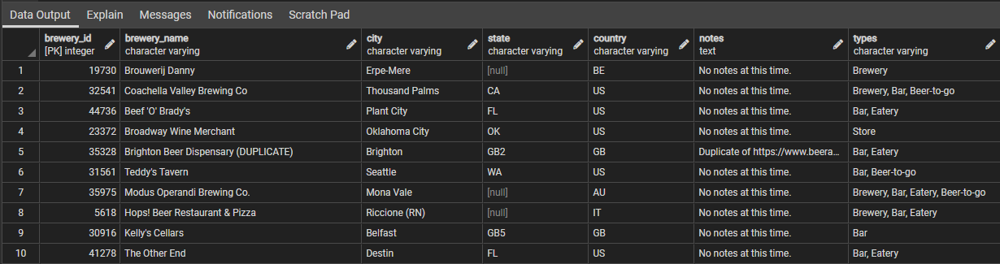 Data Output Explain Messages Notifications Scratch Pad
brewery_id brewery_name city state country notes types
[PK] integer character varying character varying character varying character varying text character varying
1 19730 Brouwerij Danny Erpe-Mere [null] BE No notes at this time. Brewery
2 32541 Coachella Valley Brewing Co Thousand Palms CA US No notes at this time. Brewery, Bar, Beer-to-go
3 44736 Beef 'O' Brady's Plant City FL US No notes at this time. Bar, Eatery
4 23372 Broadway Wine Merchant Oklahoma City OK US No notes at this time. Store
5 35328 Brighton Beer Dispensary (DUPLICATE) Brighton GB2 GB Duplicate of https://www.beera... Bar, Eatery
6 31561 Teddy's Tavern Seattle WA US No notes at this time. Bar, Beer-to-go
7 35975 Modus Operandi Brewing Co. Mona Vale [null] AU No notes at this time. Brewery, Bar, Eatery, Beer-to-go
8 5618 Hops! Beer Restaurant & Pizza Riccione (RN) [null] IT No notes at this time. Brewery, Bar, Eatery
9 30916 Kelly's Cellars Belfast GB5 GB No notes at this time. Bar
10 41278 The Other End Destin FL US No notes at this time. Bar, Eatery